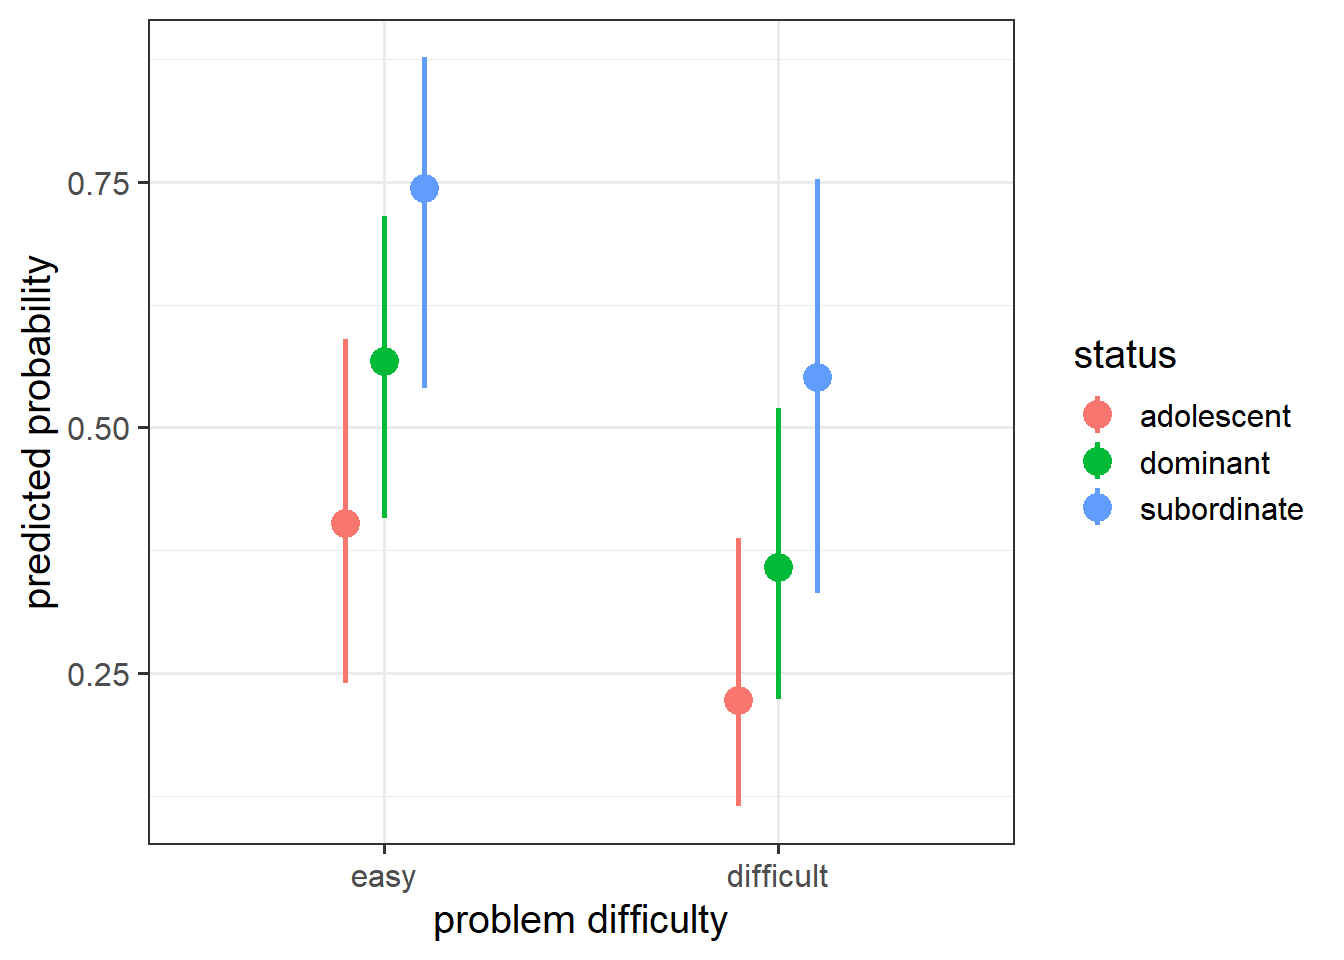 predicted probability
0.75
0.50
0.25
easy
difficult
problem difficulty
status
adolescent
dominant
subordinate